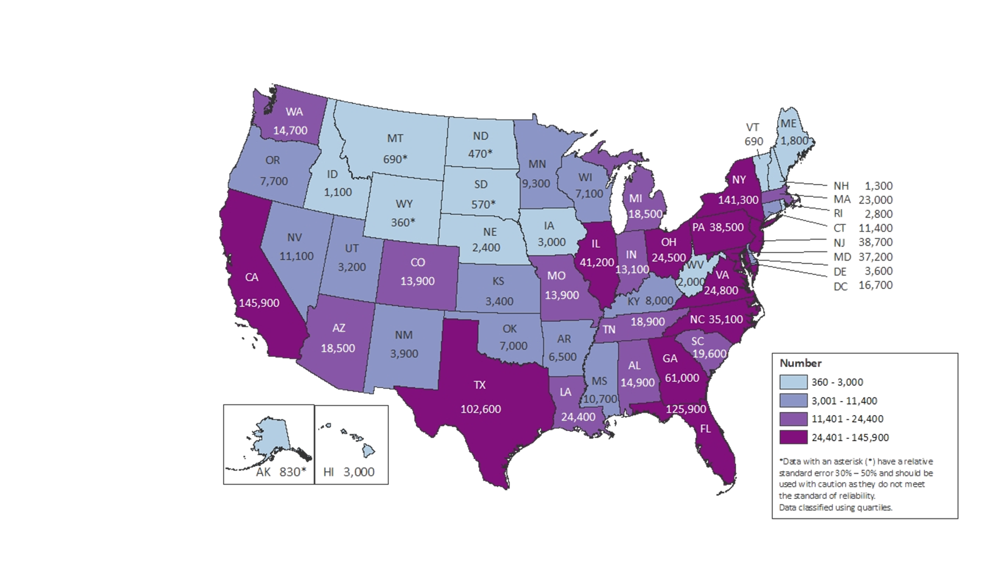 WA
14,700
MT
690*
ND
470*
VT
690
ME
1,800
OR
7,700
ID
1,100
MN
9,300
WI
7,100
SD
570*
WY
360*
MI
18,500
NY
141,300
NH 1,300
MA 23,000
RI 2,800
CT 11,400
NJ 38,700
MD 37,200
DE 3,600
DC 16,700
NV
11,100
UT
3,200
CO
13,900
NE
2,400
IA
3,000
IL
41,200
IN
13,100
OH
24,500
PA 38,500
CA
145,900
KS
3,400
MO
13,900
WV
2,000
VA
24,800
KY 8,000
AZ
18,500
NM
3,900
OK
7,000
AR
6,500
TN 18,900
NC 35,100
SC
19,600
TX
102,600
LA
24,400
MS
10,700
AL
14,900
GA
61,000
125,900
FL
AK 830*
HI 3,000
Number
360 - 3,000
3,001 - 11,400
11,401 - 24,400
24,401 - 145,900
*Data with an asterisk (*) have a relative
standard error 30% – 50% and should be
used with caution as they do not meet
the standard of reliability.
Data classified using quartiles.